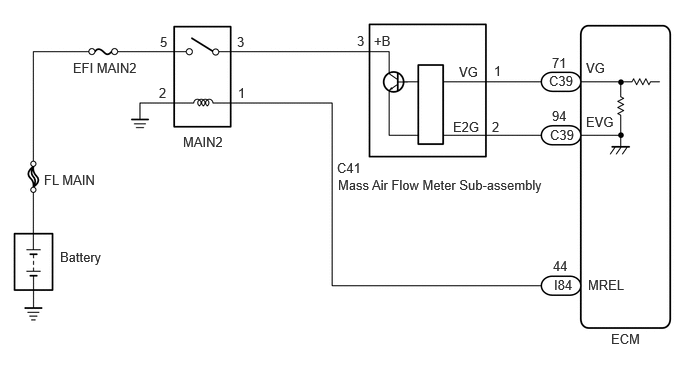 5
3
3
+B
EFI MAIN2
2
1
MAIN2
VG
1
71
C39
VG
E2G
2
94
C39
EVG
FL MAIN
C41
Mass Air Flow Meter Sub-assembly
Battery
44
I84
MREL
ECM